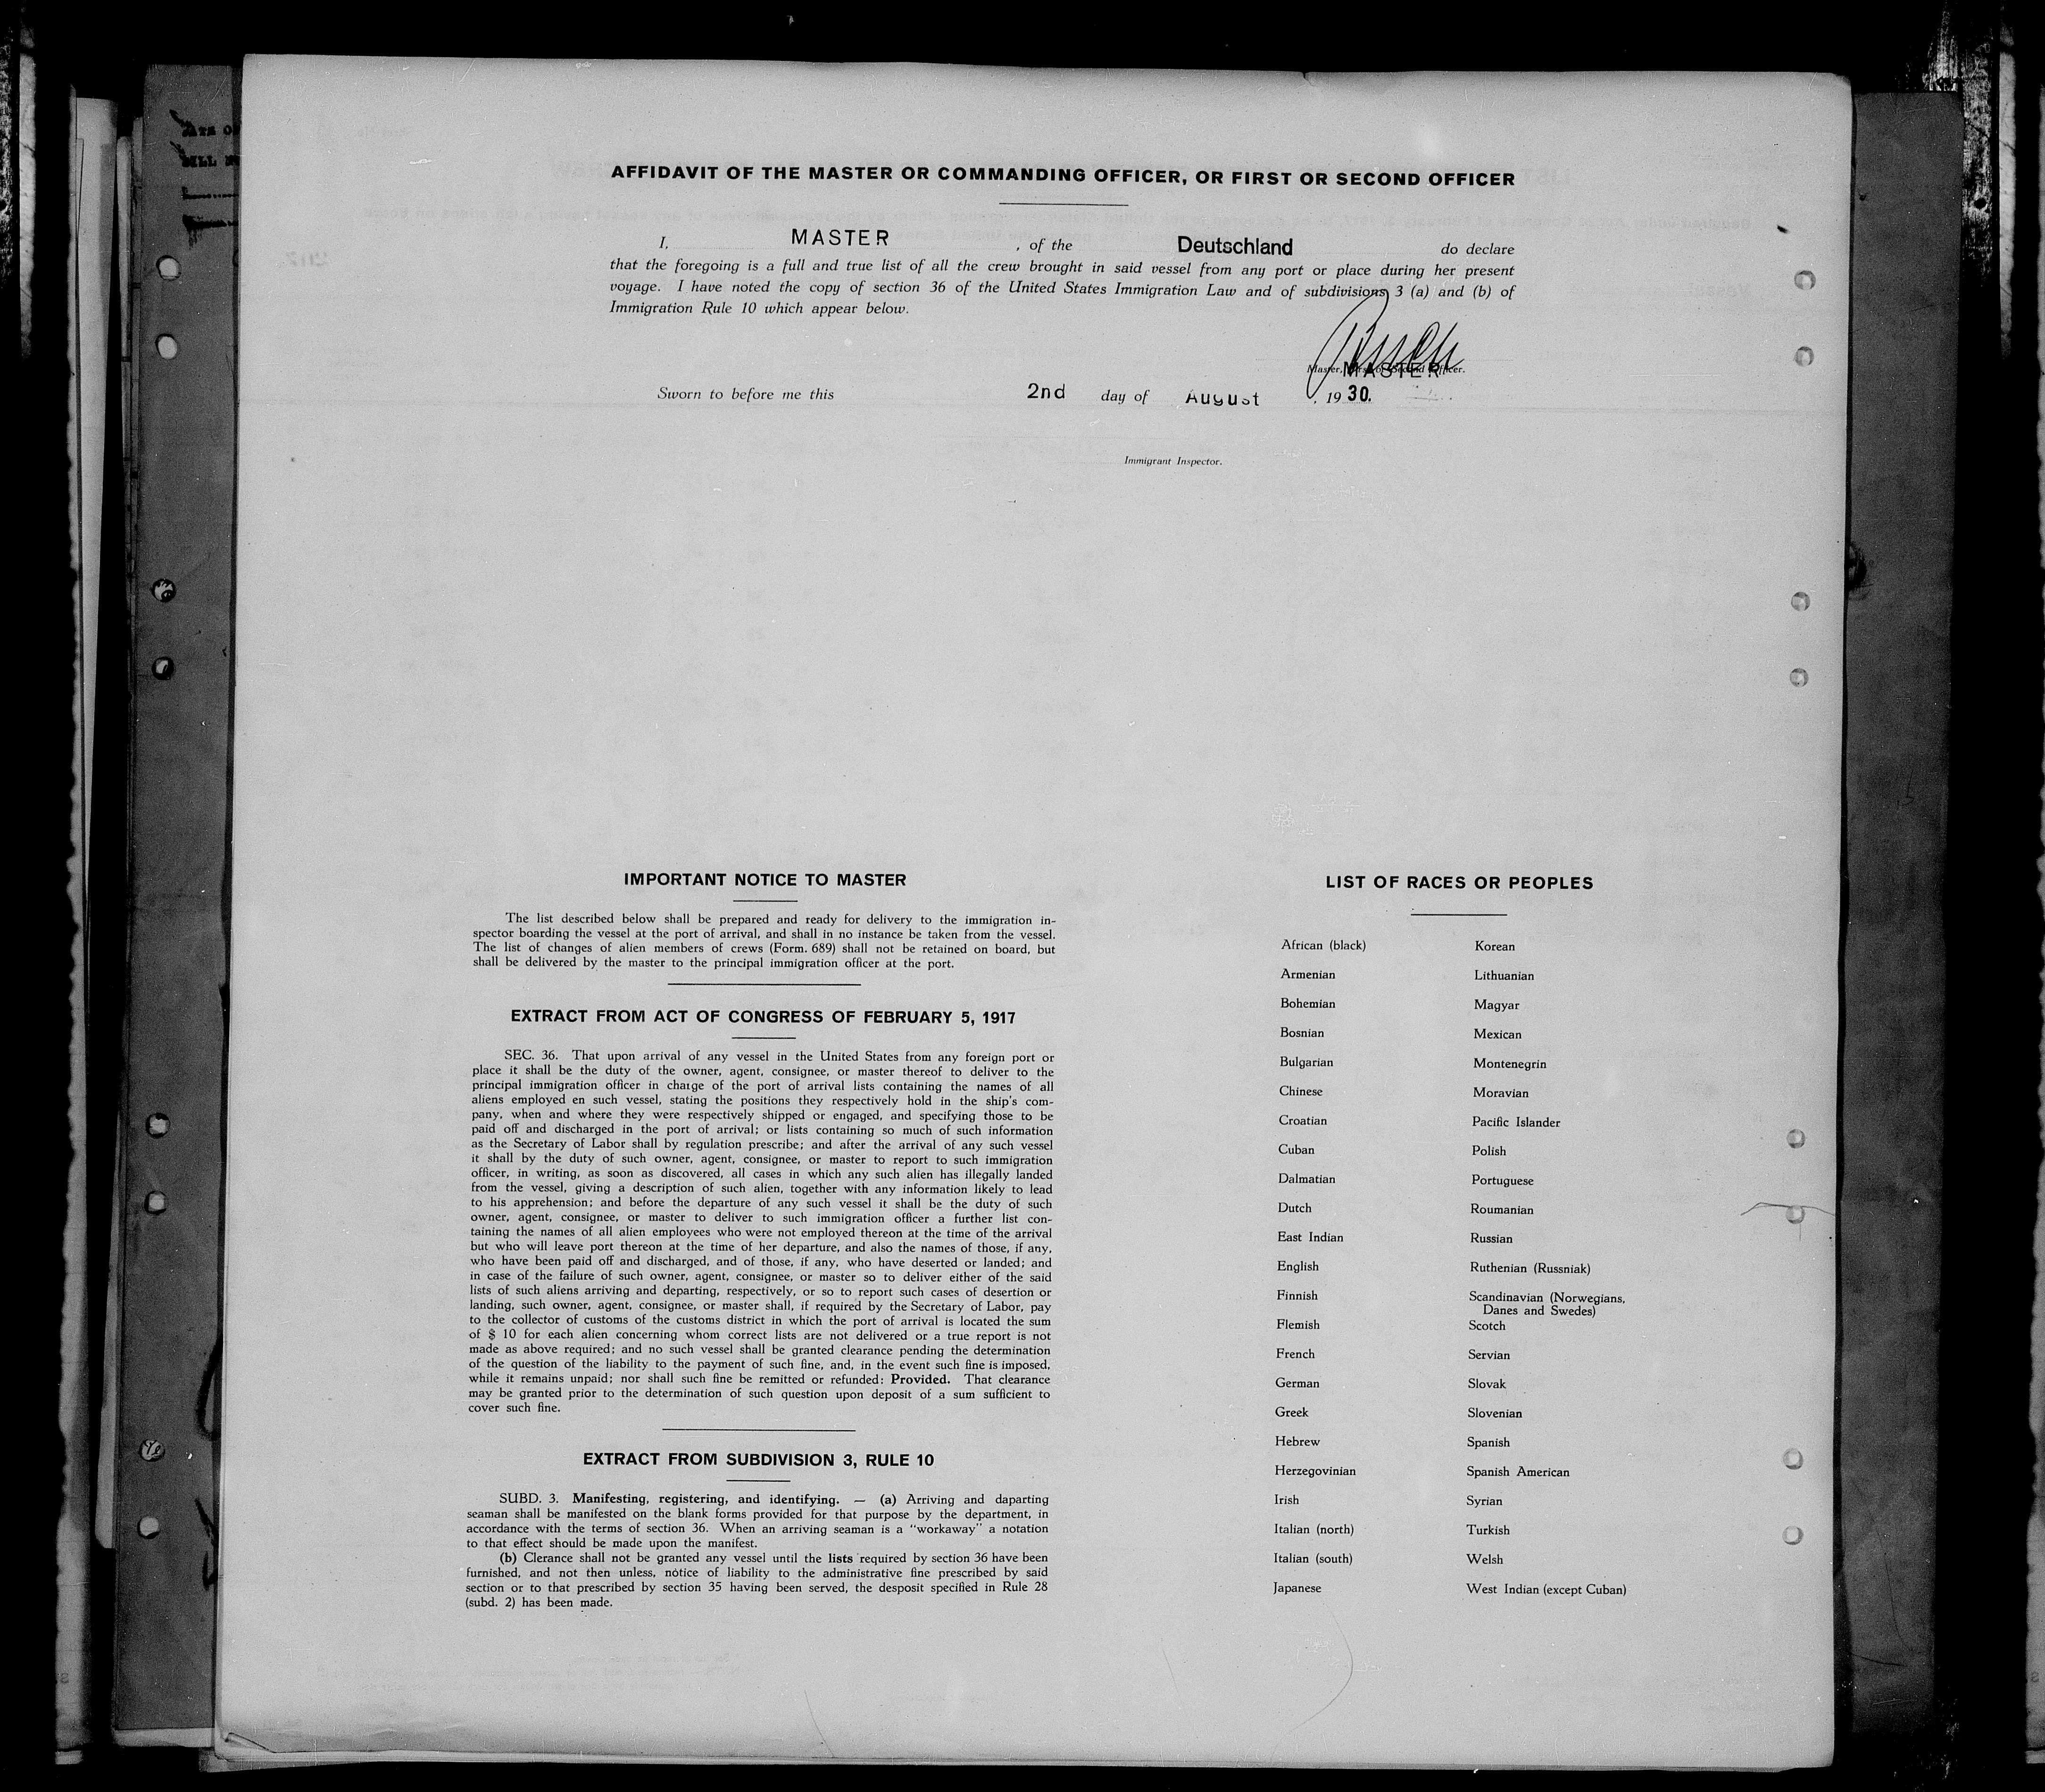 AFFIDAVIT OF THE MASTER OR COMMANDING OFFICER, OR FIRST OR SECOND OFFICER
I, MASTER , of the Deutschland do declare
that the foregoing is a full and true list of all the crew brought in said vessel from any port or place during her present
voyage. I have noted the copy of section 36 of the United States Immigration Law and of subdivisions 3 (a) and (b) of
Immigration Rule 10 which appear below.
Master, First or Second Officer.
MASTER
Sworn to before me this 2nd day of August , 19 30.
Immigrant Inspector.
IMPORTANT NOTICE TO MASTER
The list described below shall be prepared and ready for delivery to the immigration in-
spector boarding the vessel at the port of arrival, and shall in no instance be taken from the vessel.
The list of changes of alien members of crews (Form. 689) shall not be retained on board, but
shall be delivered by the master to the principal immigration officer at the port.
EXTRACT FROM ACT OF CONGRESS OF FEBRUARY 5, 1917
SEC. 36. That upon arrival of any vessel in the United States from any foreign port or
place it shall be the duty of the owner, agent, consignee, or master thereof to deliver to the
principal immigration officer in charge of the port of arrival lists containing the names of all
aliens employed en such vessel, stating the positions they respectively hold in the ship's com-
pany, when and where they were respectively shipped or engaged, and specifying those to be
paid off and discharged in the port of arrival; or lists containing so much of such information
as the Secretary of Labor shall by regulation prescribe; and after the arrival of any such vessel
it shall by the duty of such owner, agent, consignee, or master to report to such immigration
officer, in writing, as soon as discovered, all cases in which any such alien has illegally landed
from the vessel, giving a description of such alien, together with any information likely to lead
to his apprehension; and before the departure of any such vessel it shall be the duty of such
owner, agent, consignee, or master to deliver to such immigration officer a further list con-
taining the names of all alien employees who were not employed thereon at the time of the arrival
but who will leave port thereon at the time of her departure, and also the names of those, if any,
who have been paid off and discharged, and of those, if any, who have deserted or landed; and
in case of the failure of such owner, agent, consignee, or master so to deliver either of the said
lists of such aliens arriving and departing, respectively, or so to report such cases of desertion or
landing, such owner, agent, consignee, or master shall, if required by the Secretary of Labor, pay
to the collector of customs of the customs district in which the port of arrival is located the sum
of $ 10 for each alien concerning whom correct lists are not delivered or a true report is not
made as above required; and no such vessel shall be granted clearance pending the determination
of the question of the liability to the payment of such fine, and, in the event such fine is imposed,
while it remains unpaid; nor shall such fine be remitted or refunded: Provided. That clearance
may be granted prior to the determination of such question upon deposit of a sum sufficient to
cover such fine.
EXTRACT FROM SUBDIVISION 3, RULE 10
SUBD. 3. Manifesting, registering, and identifying. — (a) Arriving and daparting
seaman shall be manifested on the blank forms provided for that purpose by the department, in
accordance with the terms of section 36. When an arriving seaman is a "workaway" a notation
to that effect should be made upon the manifest.
(b) Clerance shall not be granted any vessel until the lists required by section 36 have been
furnished, and not then unless, notice of liability to the administrative fine prescribed by said
section or to that prescribed by section 35 having been served, the desposit specified in Rule 28
(subd. 2) has been made.
LIST OF RACES OR PEOPLES
African (black)
Armenian
Bohemian
Bosnian
Bulgarian
Chinese
Croatian
Cuban
Dalmatian
Dutch
East Indian
English
Finnish
Flemish
French
German
Greek
Hebrew
Herzegovinian
Irish
Italian (north)
Italian (south)
Japanese
Korean
Lithuanian
Magyar
Mexican
Montenegrin
Moravian
Pacific Islander
Polish
Portuguese
Roumanian
Russian
Ruthenian (Russniak)
Scandinavian (Norwegians,
Danes and Swedes)
Scotch
Servian
Slovak
Slovenian
Spanish
Spanish American
Syrian
Turkish
Welsh
West Indian (except Cuban)